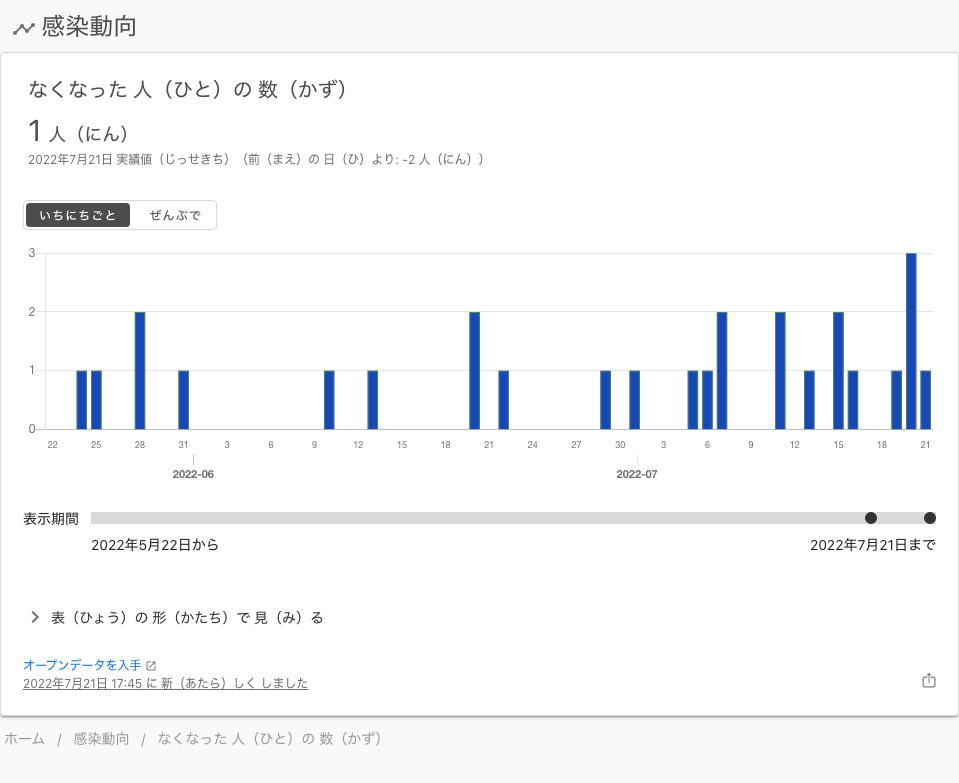 感染動向
なくなった 人（ひと）の 数（かず）
1 人（にん）
2022年7月21日 実績値（じっせきち）（前（まえ）の 日（ひ）より: -2 人（にん））
いちにちごと ぜんぶで
3
2
1
0
22 25 28 31 3 6 9 12 15 18 21 24 27 30 3 6 9 12 15 18 21
2022-06 2022-07
表示期間
2022年5月22日から 2022年7月21日まで
表（ひょう）の 形（かたち）で 見（み）る
オープンデータを入手
2022年7月21日 17:45 に 新（あたら）しく しました
ホーム / 感染動向 / なくなった 人（ひと）の 数（かず）